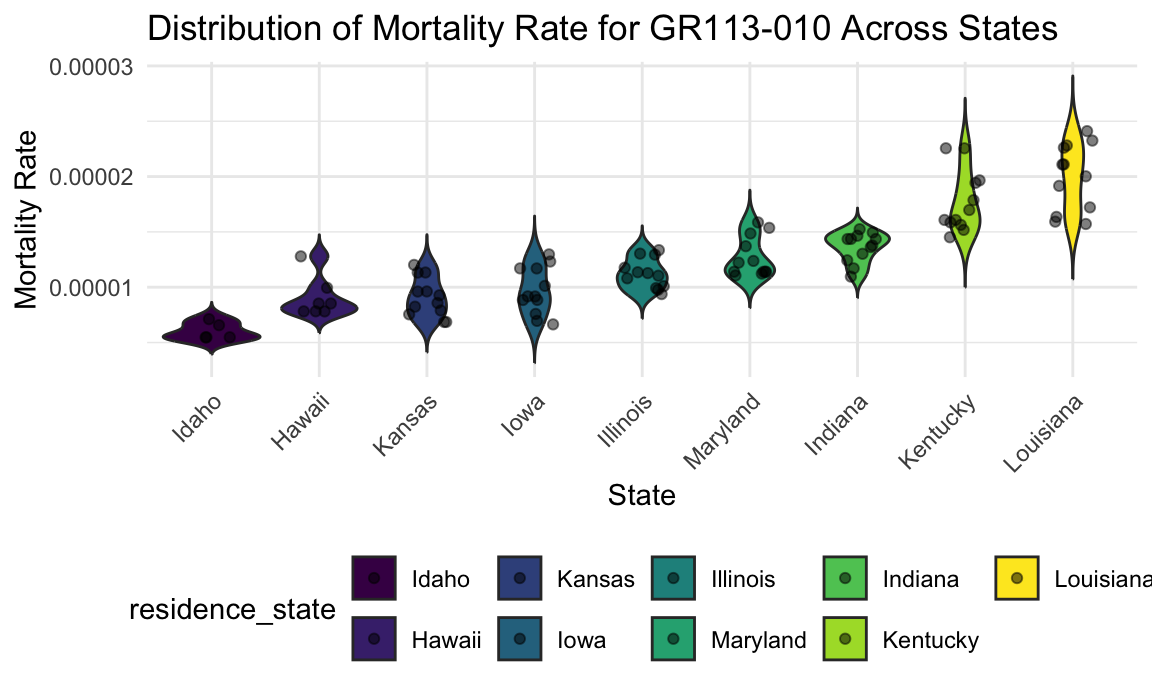 Distribution of Mortality Rate for GR113-010 Across States
Mortality Rate
0.00003
0.00002
0.00001
Idaho
Hawaii
Kansas
Iowa
Illinois
Maryland
Indiana
Kentucky
Louisiana
State
residence_state
Idaho
Kansas
Illinois
Indiana
Louisiana
Hawaii
Iowa
Maryland
Kentucky